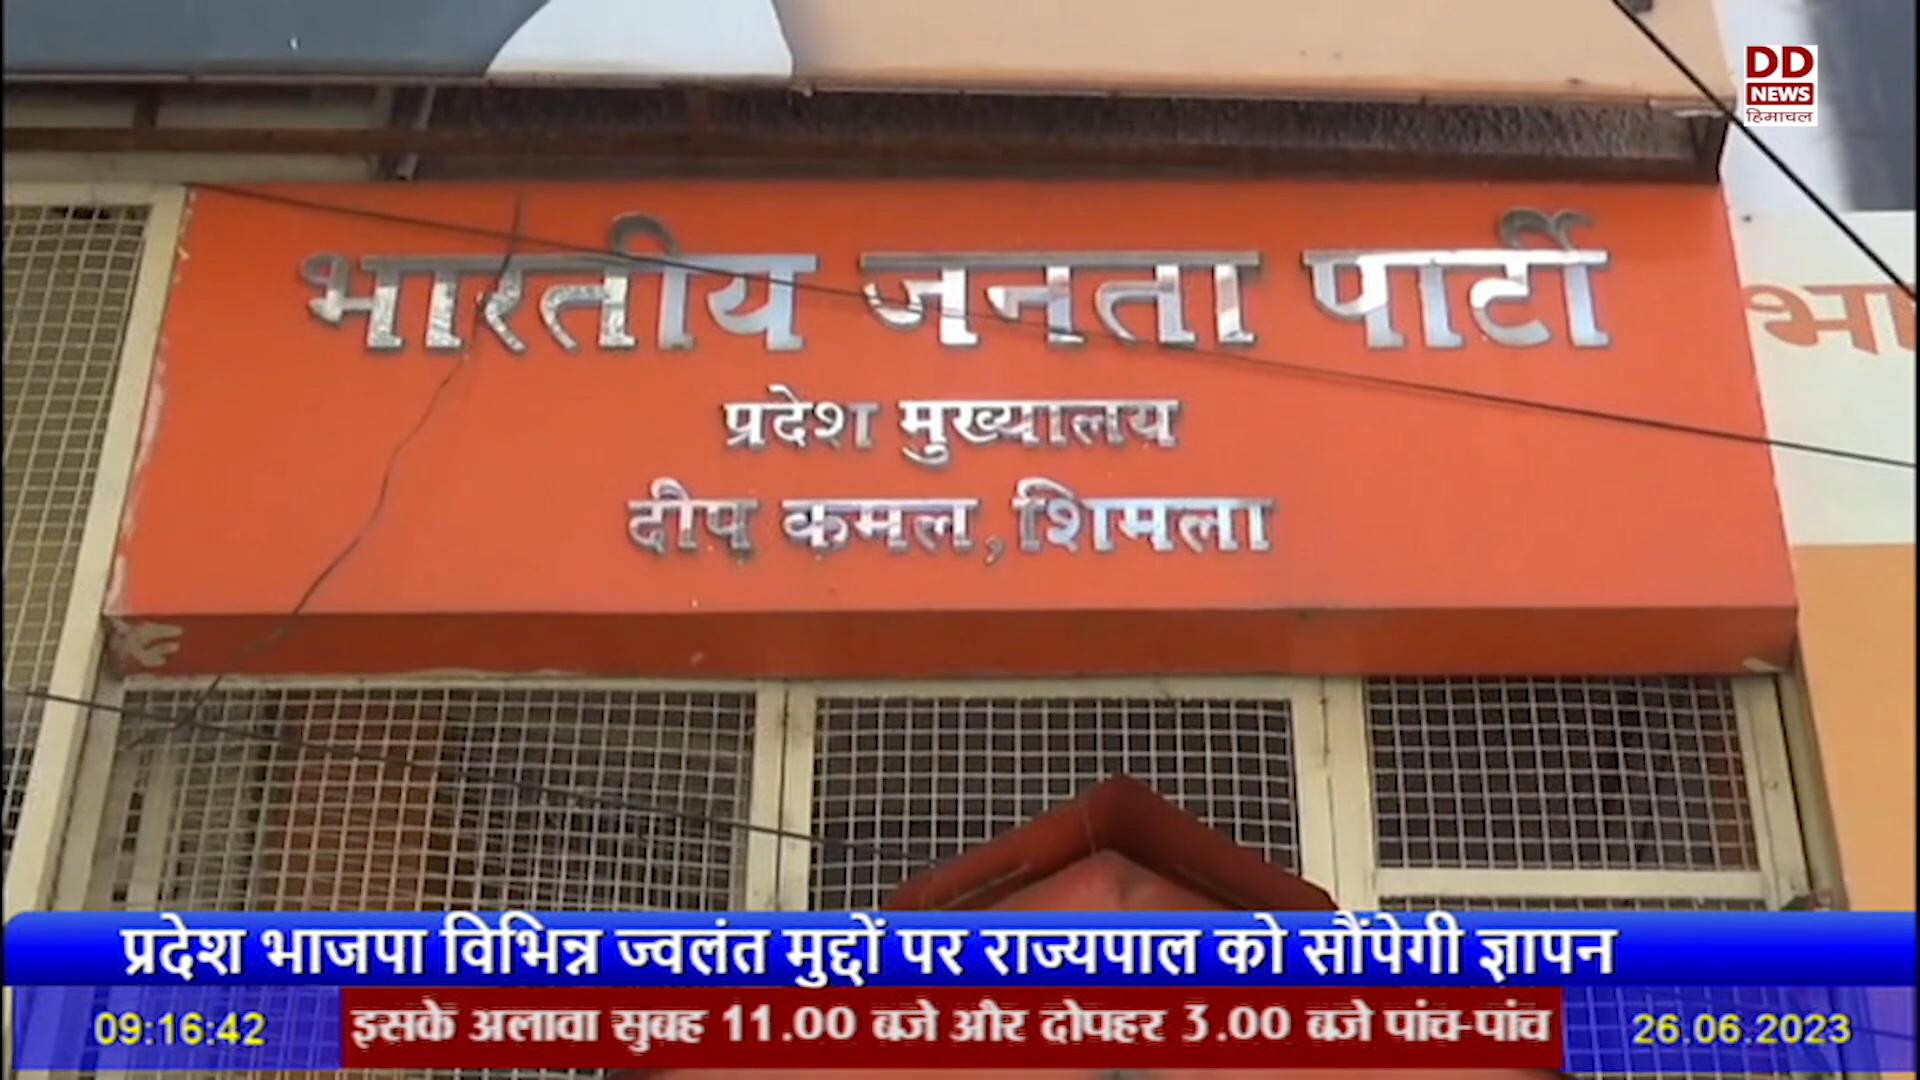 DD
NEWS
हिमाचल
भारतीय जनता पार्टी
प्रदेश मुख्यालय
दीप कमल, शिमला
भा
प्रदेश भाजपा विभिन्न ज्वलंत मुद्दों पर राज्यपाल को सौंपेगी ज्ञापन
09:16:42
इसके अलावा सुबह 11.00 बजे और दोपहर 3.00 बजे पांच-पांच
26.06.2023